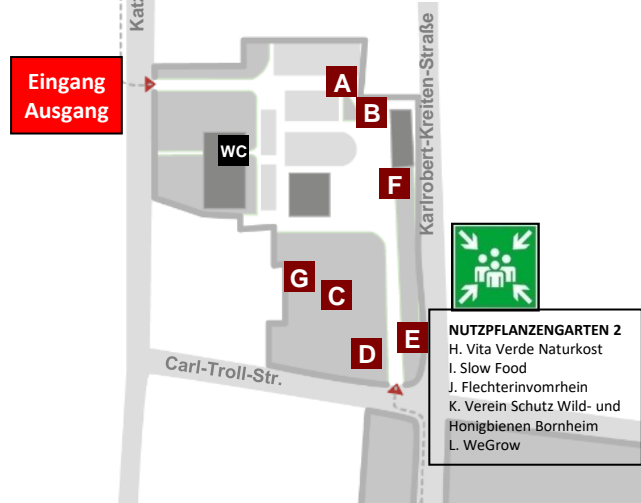 Katz
Karlrobert-Kreiten-Straße
Eingang
Ausgang
A
B
WC
F
G
C
E
D
Carl-Troll-Str.
NUTZPFLANZENGARTEN 2
H. Vita Verde Naturkost
I. Slow Food
J. Flechterinvomrhein
K. Verein Schutz Wild- und
Honigbienen Bornheim
L. WeGrow